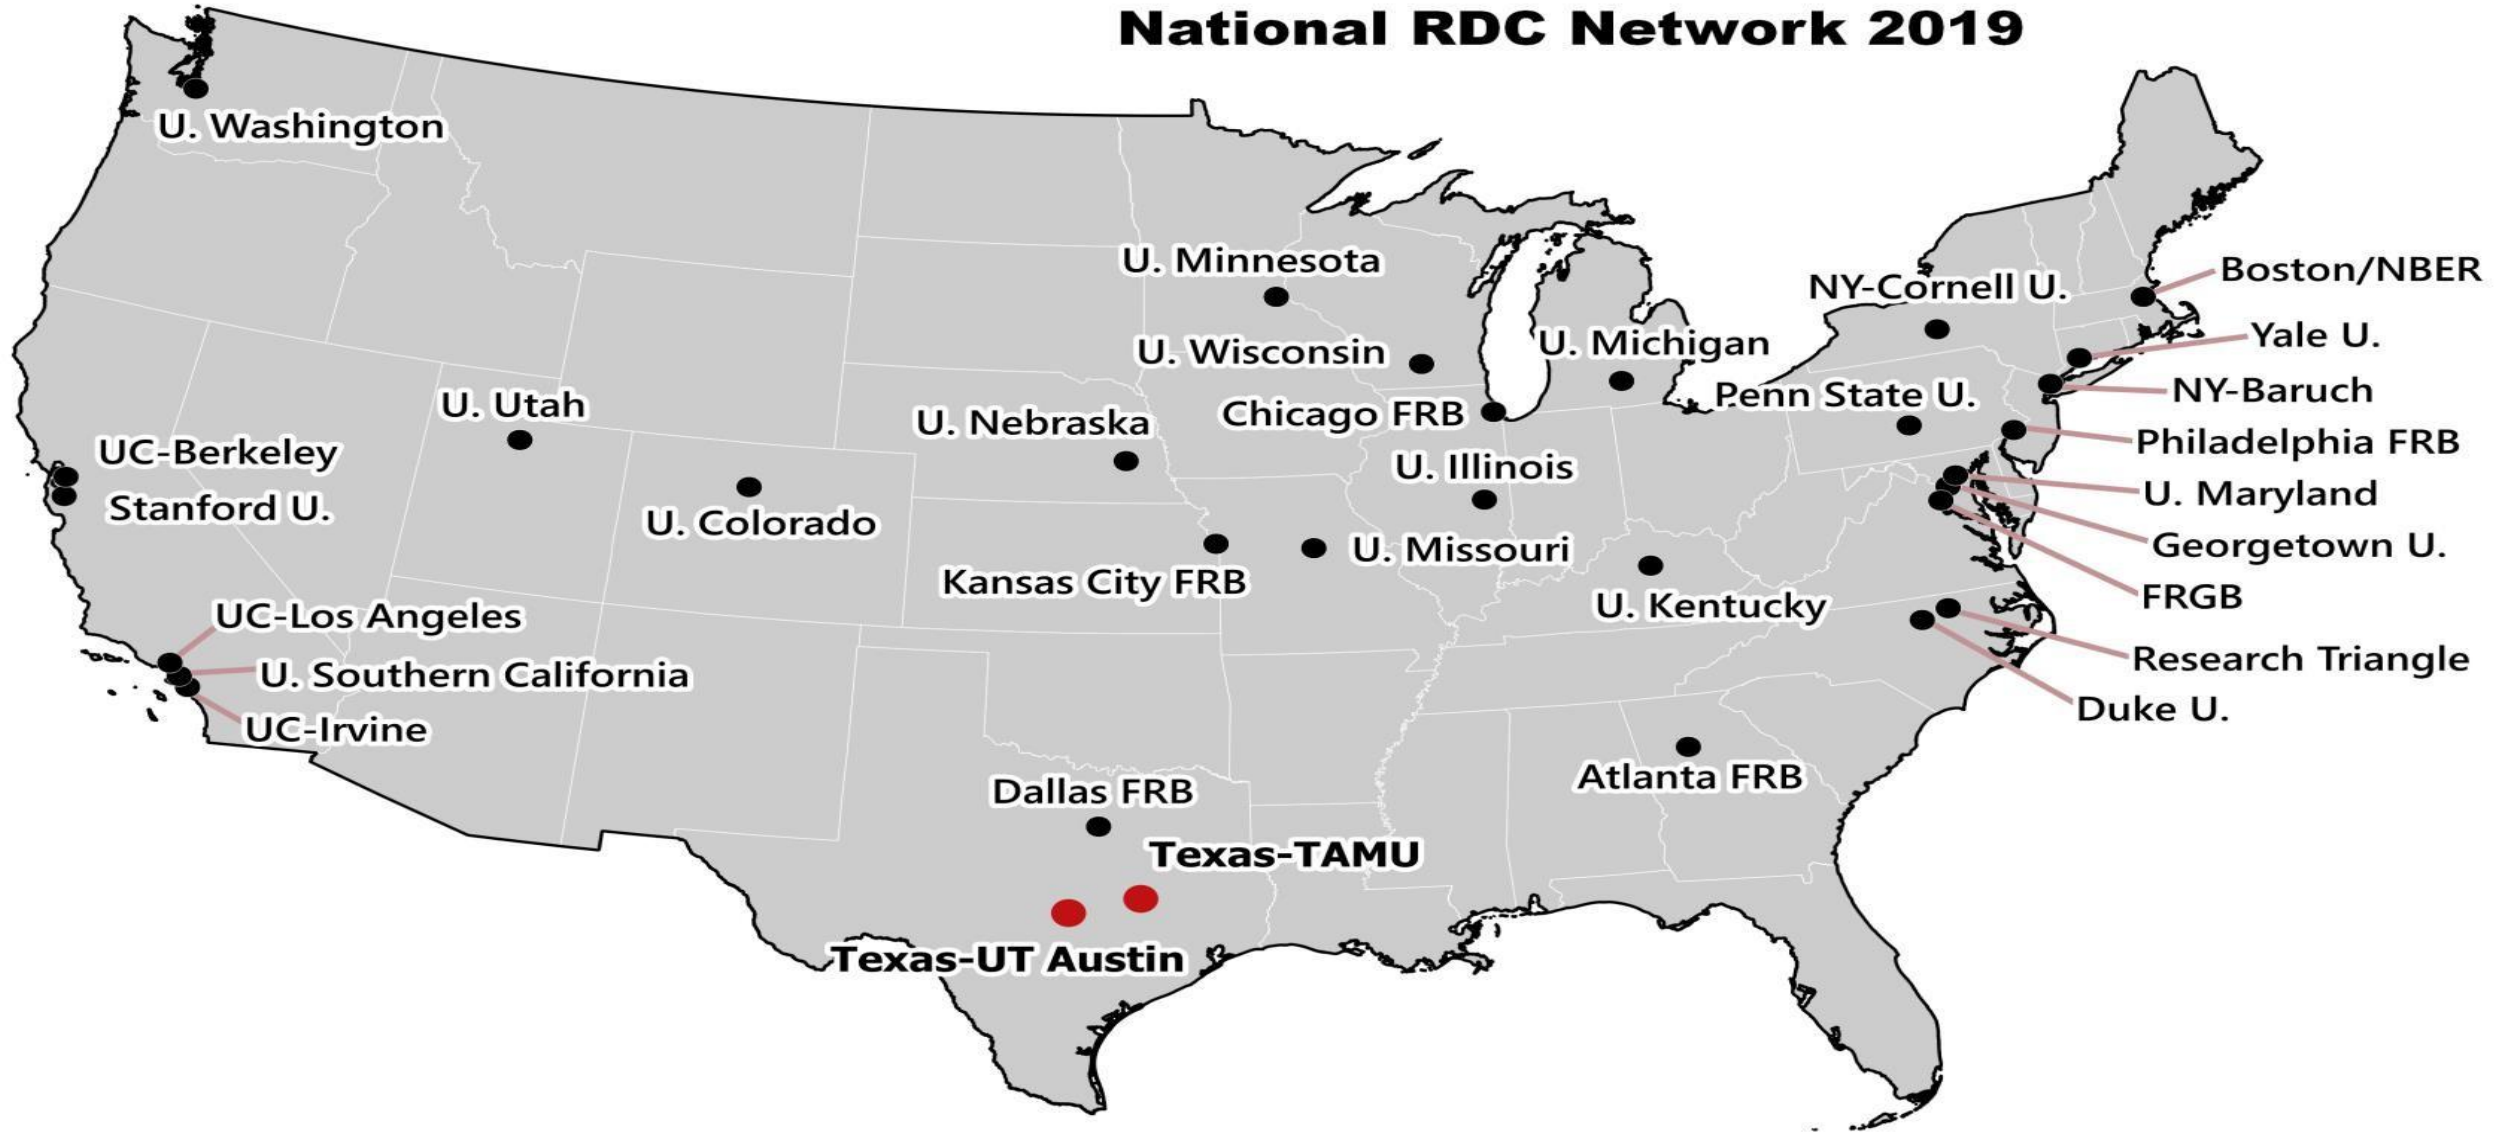 National RDC Network 2019
U. Washington
U. Minnesota
NY-Cornell U.
Boston/NBER
U. Wisconsin
U. Michigan
Yale U.
U. Utah
U. Nebraska
Chicago FRB
Penn State U.
NY-Baruch
UC-Berkeley
Philadelphia FRB
U. Illinois
Stanford U.
U. Colorado
U. Maryland
U. Missouri
Georgetown U.
Kansas City FRB
U. Kentucky
FRGB
UC-Los Angeles
U. Southern California
Research Triangle
UC-Irvine
Duke U.
Dallas FRB
Atlanta FRB
Texas-TAMU
Texas-UT Austin